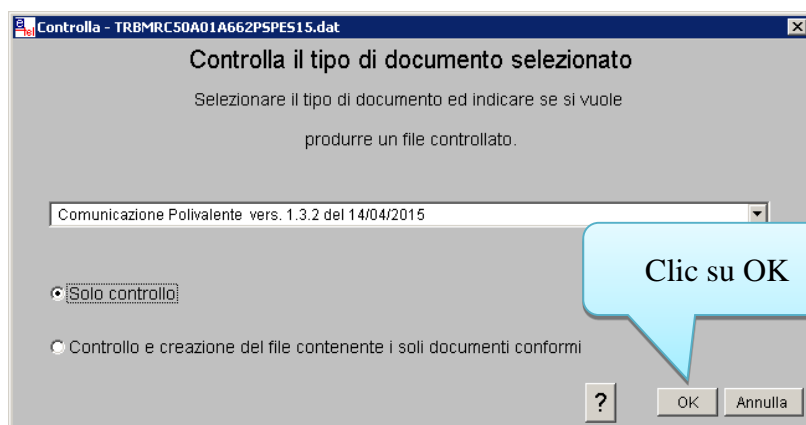 Controlla - TRBMRC50A01A662PSPES15.dat
Controlla il tipo di documento selezionato
Selezionare il tipo di documento ed indicare se si vuole
produrre un file controllato.
Comunicazione Polivalente vers. 1.3.2 del 14/04/2015
Clic su OK
Solo controllo
Controllo e creazione del file contenente i soli documenti conformi
? OK Annulla